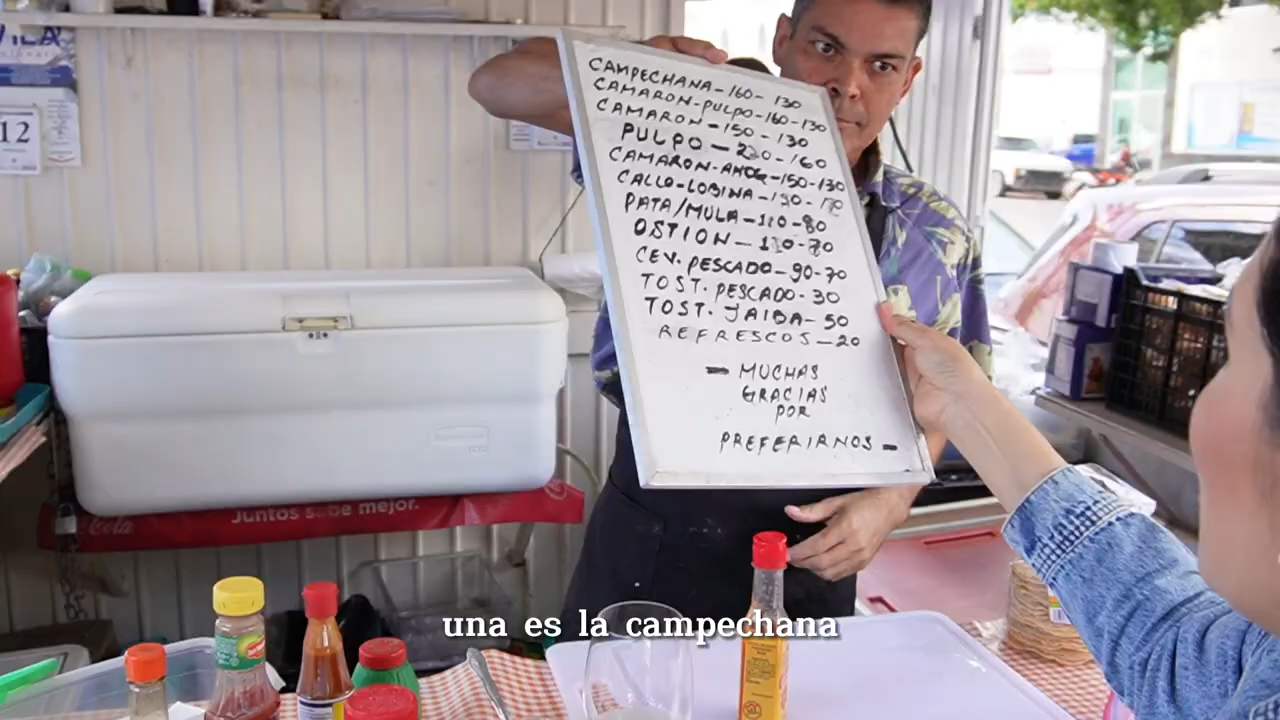 12
CAMPECHANA-160-130
CAMARON-PULPO-160-130
CAMARON-150-130
PULPO-220-160
CAMARON-150-130
CALLO-LOBINA-
PATA/MULA-110-80
OSTION-
CEV. PESCADO-90-70
TOST. PESCADO-30
TOST. JAIBA-50
REFRESCOS-20
- MUCHAS
GRACIAS
POR
PREFERIRNOS -
Juntos sabe mejor.
una es la campechana